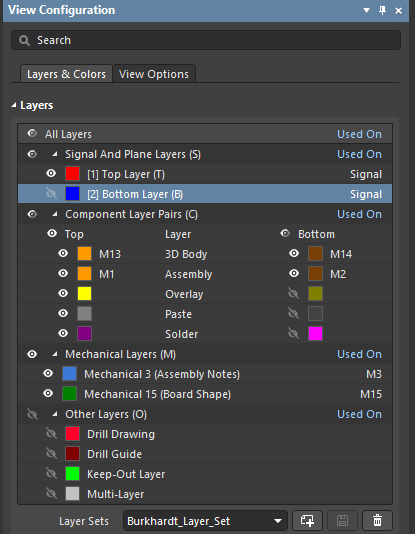 View Configuration
Search
Layers & Colors View Options
Layers
All Layers Used On
Signal And Plane Layers (S) Used On
[1] Top Layer (T) Signal
[2] Bottom Layer (B) Signal
Component Layer Pairs (C) Used On
Top Layer Bottom
M13 3D Body M14
M1 Assembly M2
Overlay
Paste
Solder
Mechanical Layers (M) Used On
Mechanical 3 (Assembly Notes) M3
Mechanical 15 (Board Shape) M15
Other Layers (O) Used On
Drill Drawing
Drill Guide
Keep-Out Layer
Multi-Layer
Layer Sets Burkhardt_Layer_Set